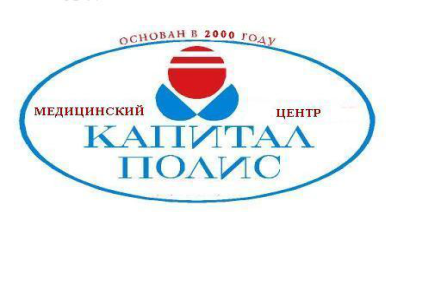 ОСНОВАН В 2000 ГОДУ
МЕДИЦИНСКИЙ ЦЕНТР
КАПИТАЛ
ПОЛИС